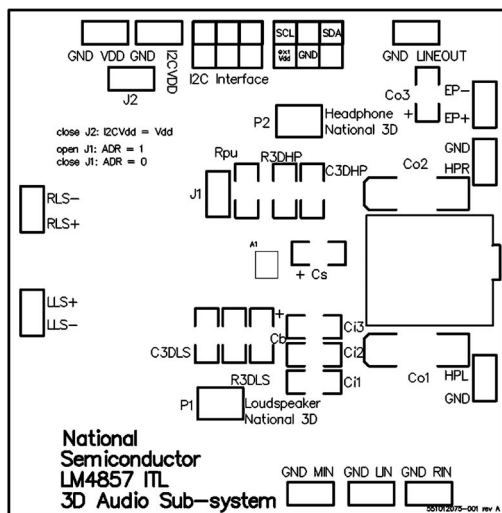 GND VDD GND I2CVDD
J2
I2C Interface
SCL SDA
ext Vdd GND
GND LINEOUT
Co3
+
EP-
EP+
close J2: I2CVdd = Vdd
open J1: ADR = 1
close J1: ADR = 0
P2
Headphone
National 3D
GND
HPR
Rpu R3DHP
C3DHP
Co2
J1
RLS-
RLS+
A1
+ Cs
LLS+
LLS-
+
Cb
Ci3
Ci2
Ci1
C3DLS
R3DLS
Co1
HPL
GND
P1
Loudspeaker
National 3D
National
Semiconductor
LM4857 ITL
3D Audio Sub-system
GND MIN GND LIN GND RIN
551012075-001 rev A